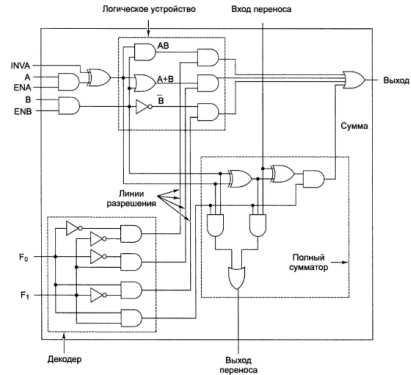 Логическое устройство
Вход переноса
INVA
A
ENA
B
ENB
AB
A+B
B̅
Выход
Сумма
Линии
разрешения
F₀
F₁
Полный
сумматор
Декодер
Выход
переноса